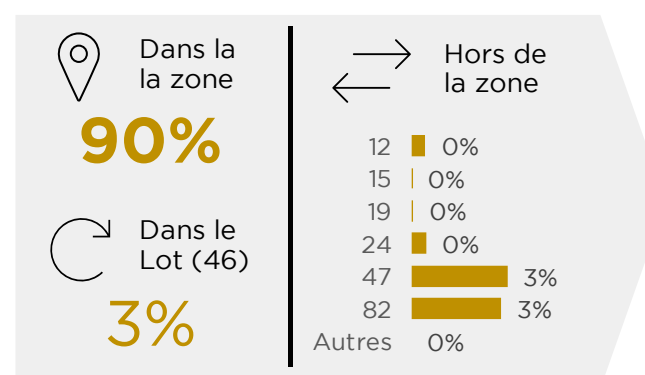 Dans la
la zone
90%
Dans le
Lot (46)
3%
Hors de
la zone
12 0%
15 0%
19 0%
24 0%
47 3%
82 3%
Autres 0%